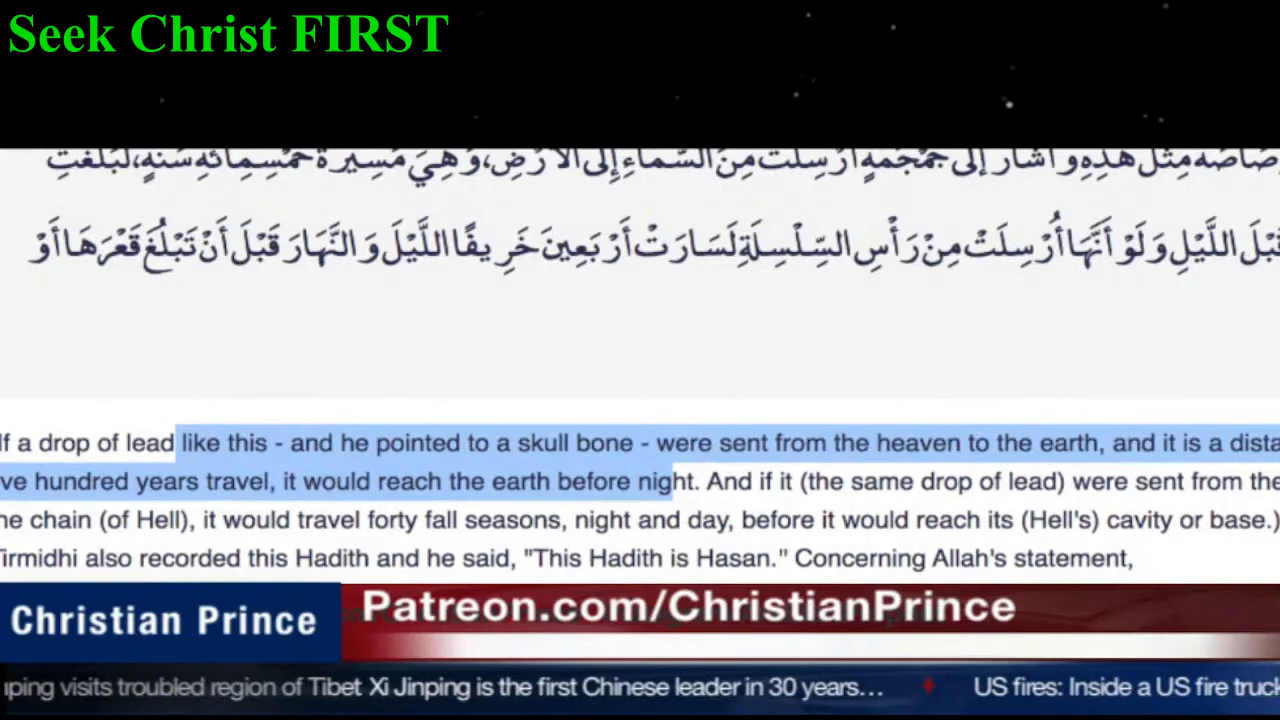 Seek Christ FIRST
مِثْلَ هَذِهِ وَأَشَارَ إِلَى جُمْجُمَةٍ أُرْسِلَتْ مِنَ السَّمَاءِ إِلَى الْأَرْضِ، وَهِيَ مَسِيرَةُ خَمْسِمِائَةِ سَنَةٍ، لَبَلَغَتِ
اللَّيْلِ وَلَوْ أَنَّهَا أُرْسِلَتْ مِنْ رَأْسِ السِّلْسِلَةِ لَسَارَتْ أَرْبَعِينَ خَرِيفًا اللَّيْلَ وَالنَّهَارَ قَبْلَ أَنْ تَبْلُغَ قَعْرَهَا أَوْ
If a drop of lead like this - and he pointed to a skull bone - were sent from the heaven to the earth, and it is a dista
ve hundred years travel, it would reach the earth before night. And if it (the same drop of lead) were sent from the
he chain (of Hell), it would travel forty fall seasons, night and day, before it would reach its (Hell's) cavity or base.)
irmidhi also recorded this Hadith and he said, "This Hadith is Hasan." Concerning Allah's statement,
Christian Prince
Patreon.com/ChristianPrince
ping visits troubled region of Tibet Xi Jinping is the first Chinese leader in 30 years... US fires: Inside a US fire truck